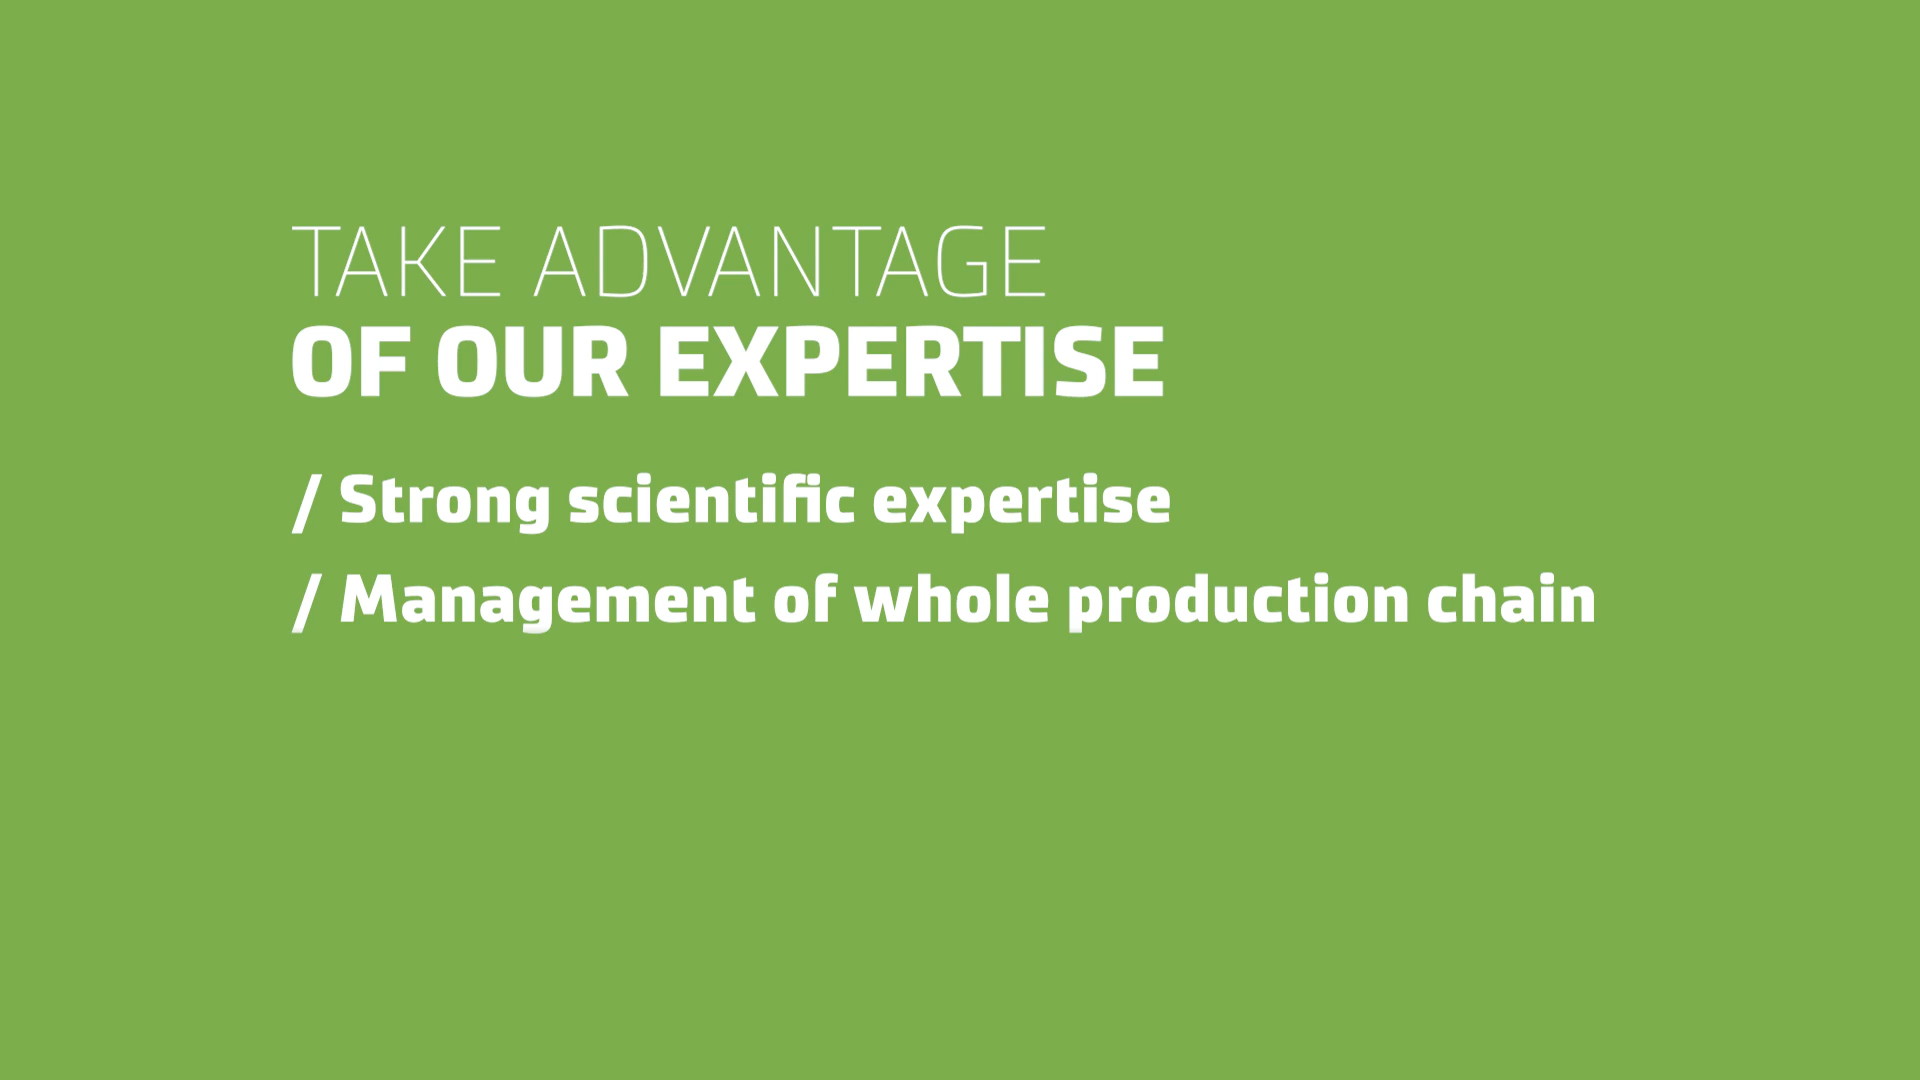 TAKE ADVANTAGE
OF OUR EXPERTISE
/ Strong scientific expertise
/ Management of whole production chain